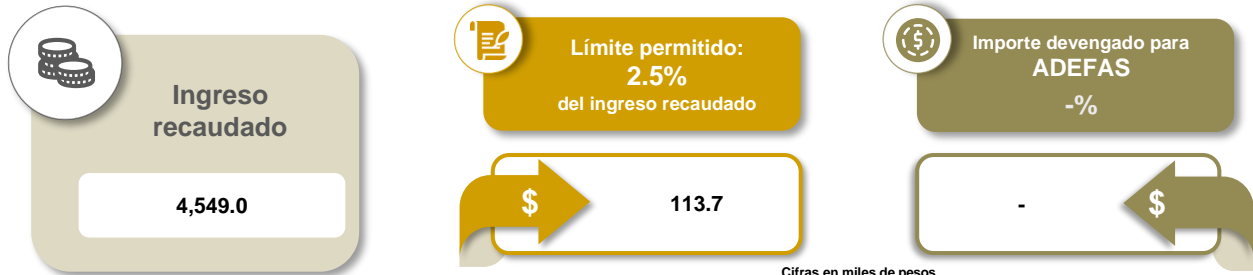 Ingreso
recaudado
4,549.0
Límite permitido:
2.5%
del ingreso recaudado
$
113.7
Importe devengado para
ADEFAS
-%
-
$
Cifras en miles de pesos